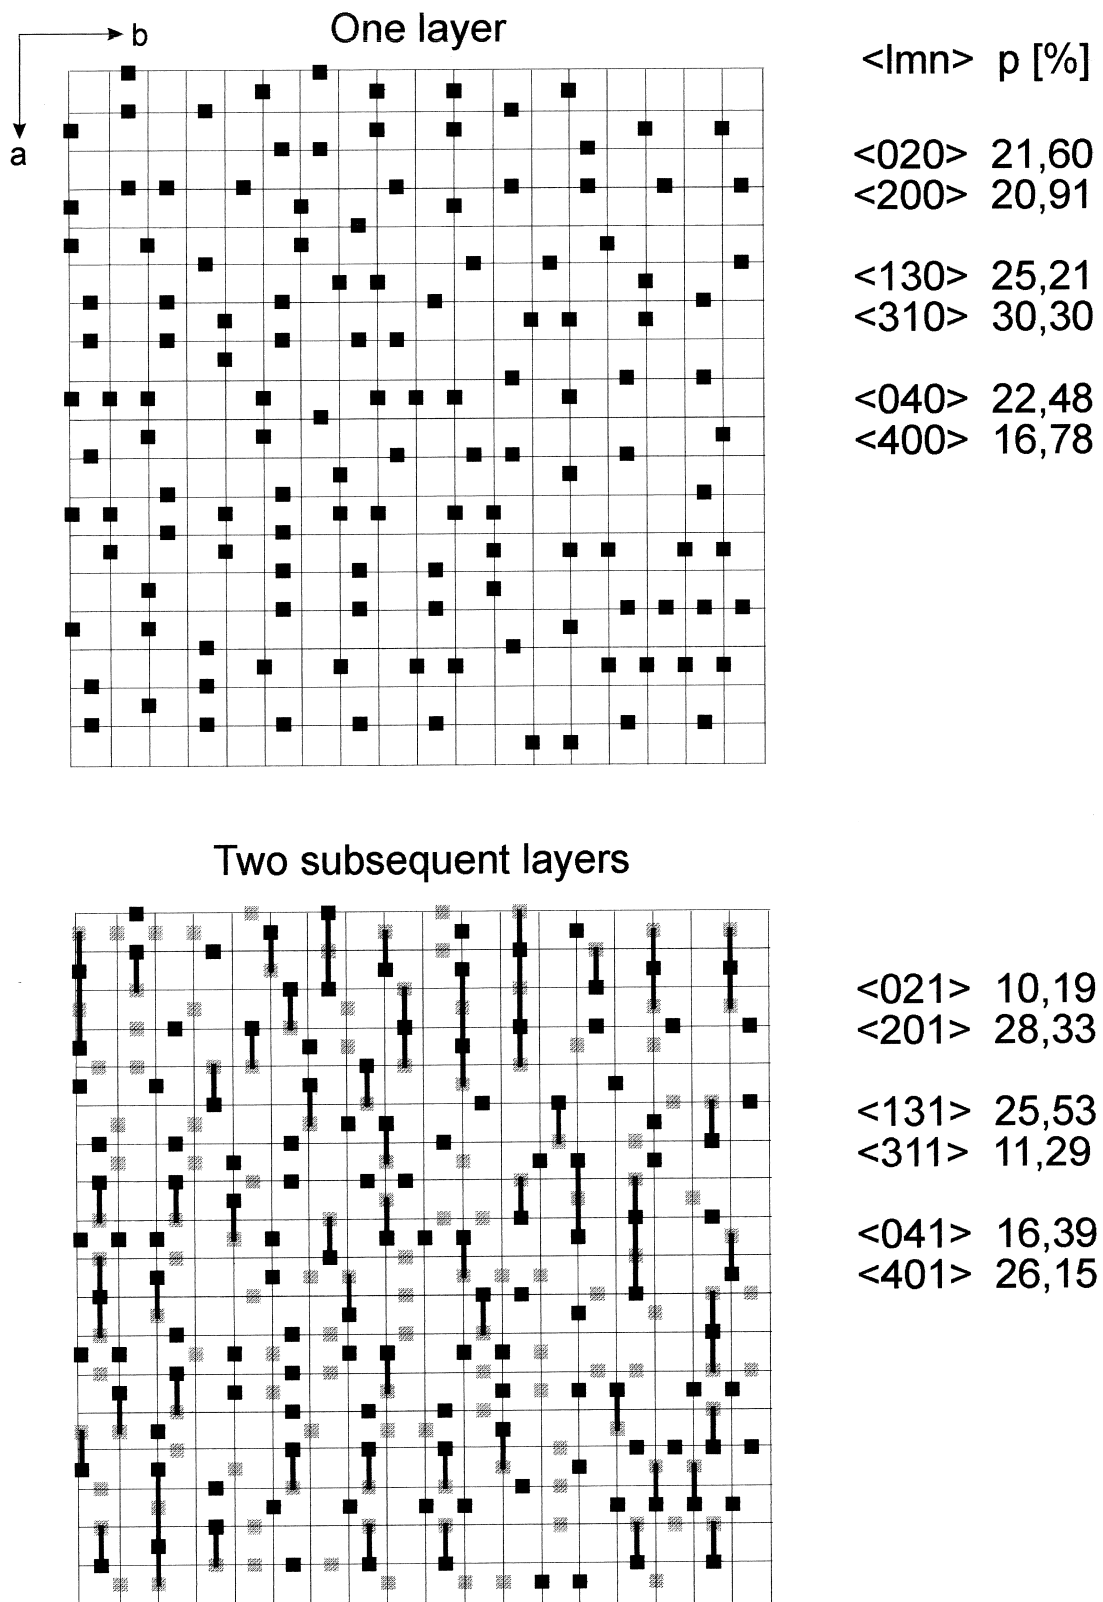 One layer
b
a
<lmn> p [%]
<020> 21,60
<200> 20,91
<130> 25,21
<310> 30,30
<040> 22,48
<400> 16,78
Two subsequent layers
<021> 10,19
<201> 28,33
<131> 25,53
<311> 11,29
<041> 16,39
<401> 26,15